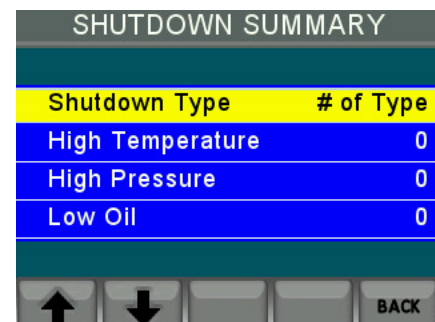 SHUTDOWN SUMMARY
Shutdown Type # of Type
High Temperature 0
High Pressure 0
Low Oil 0
BACK